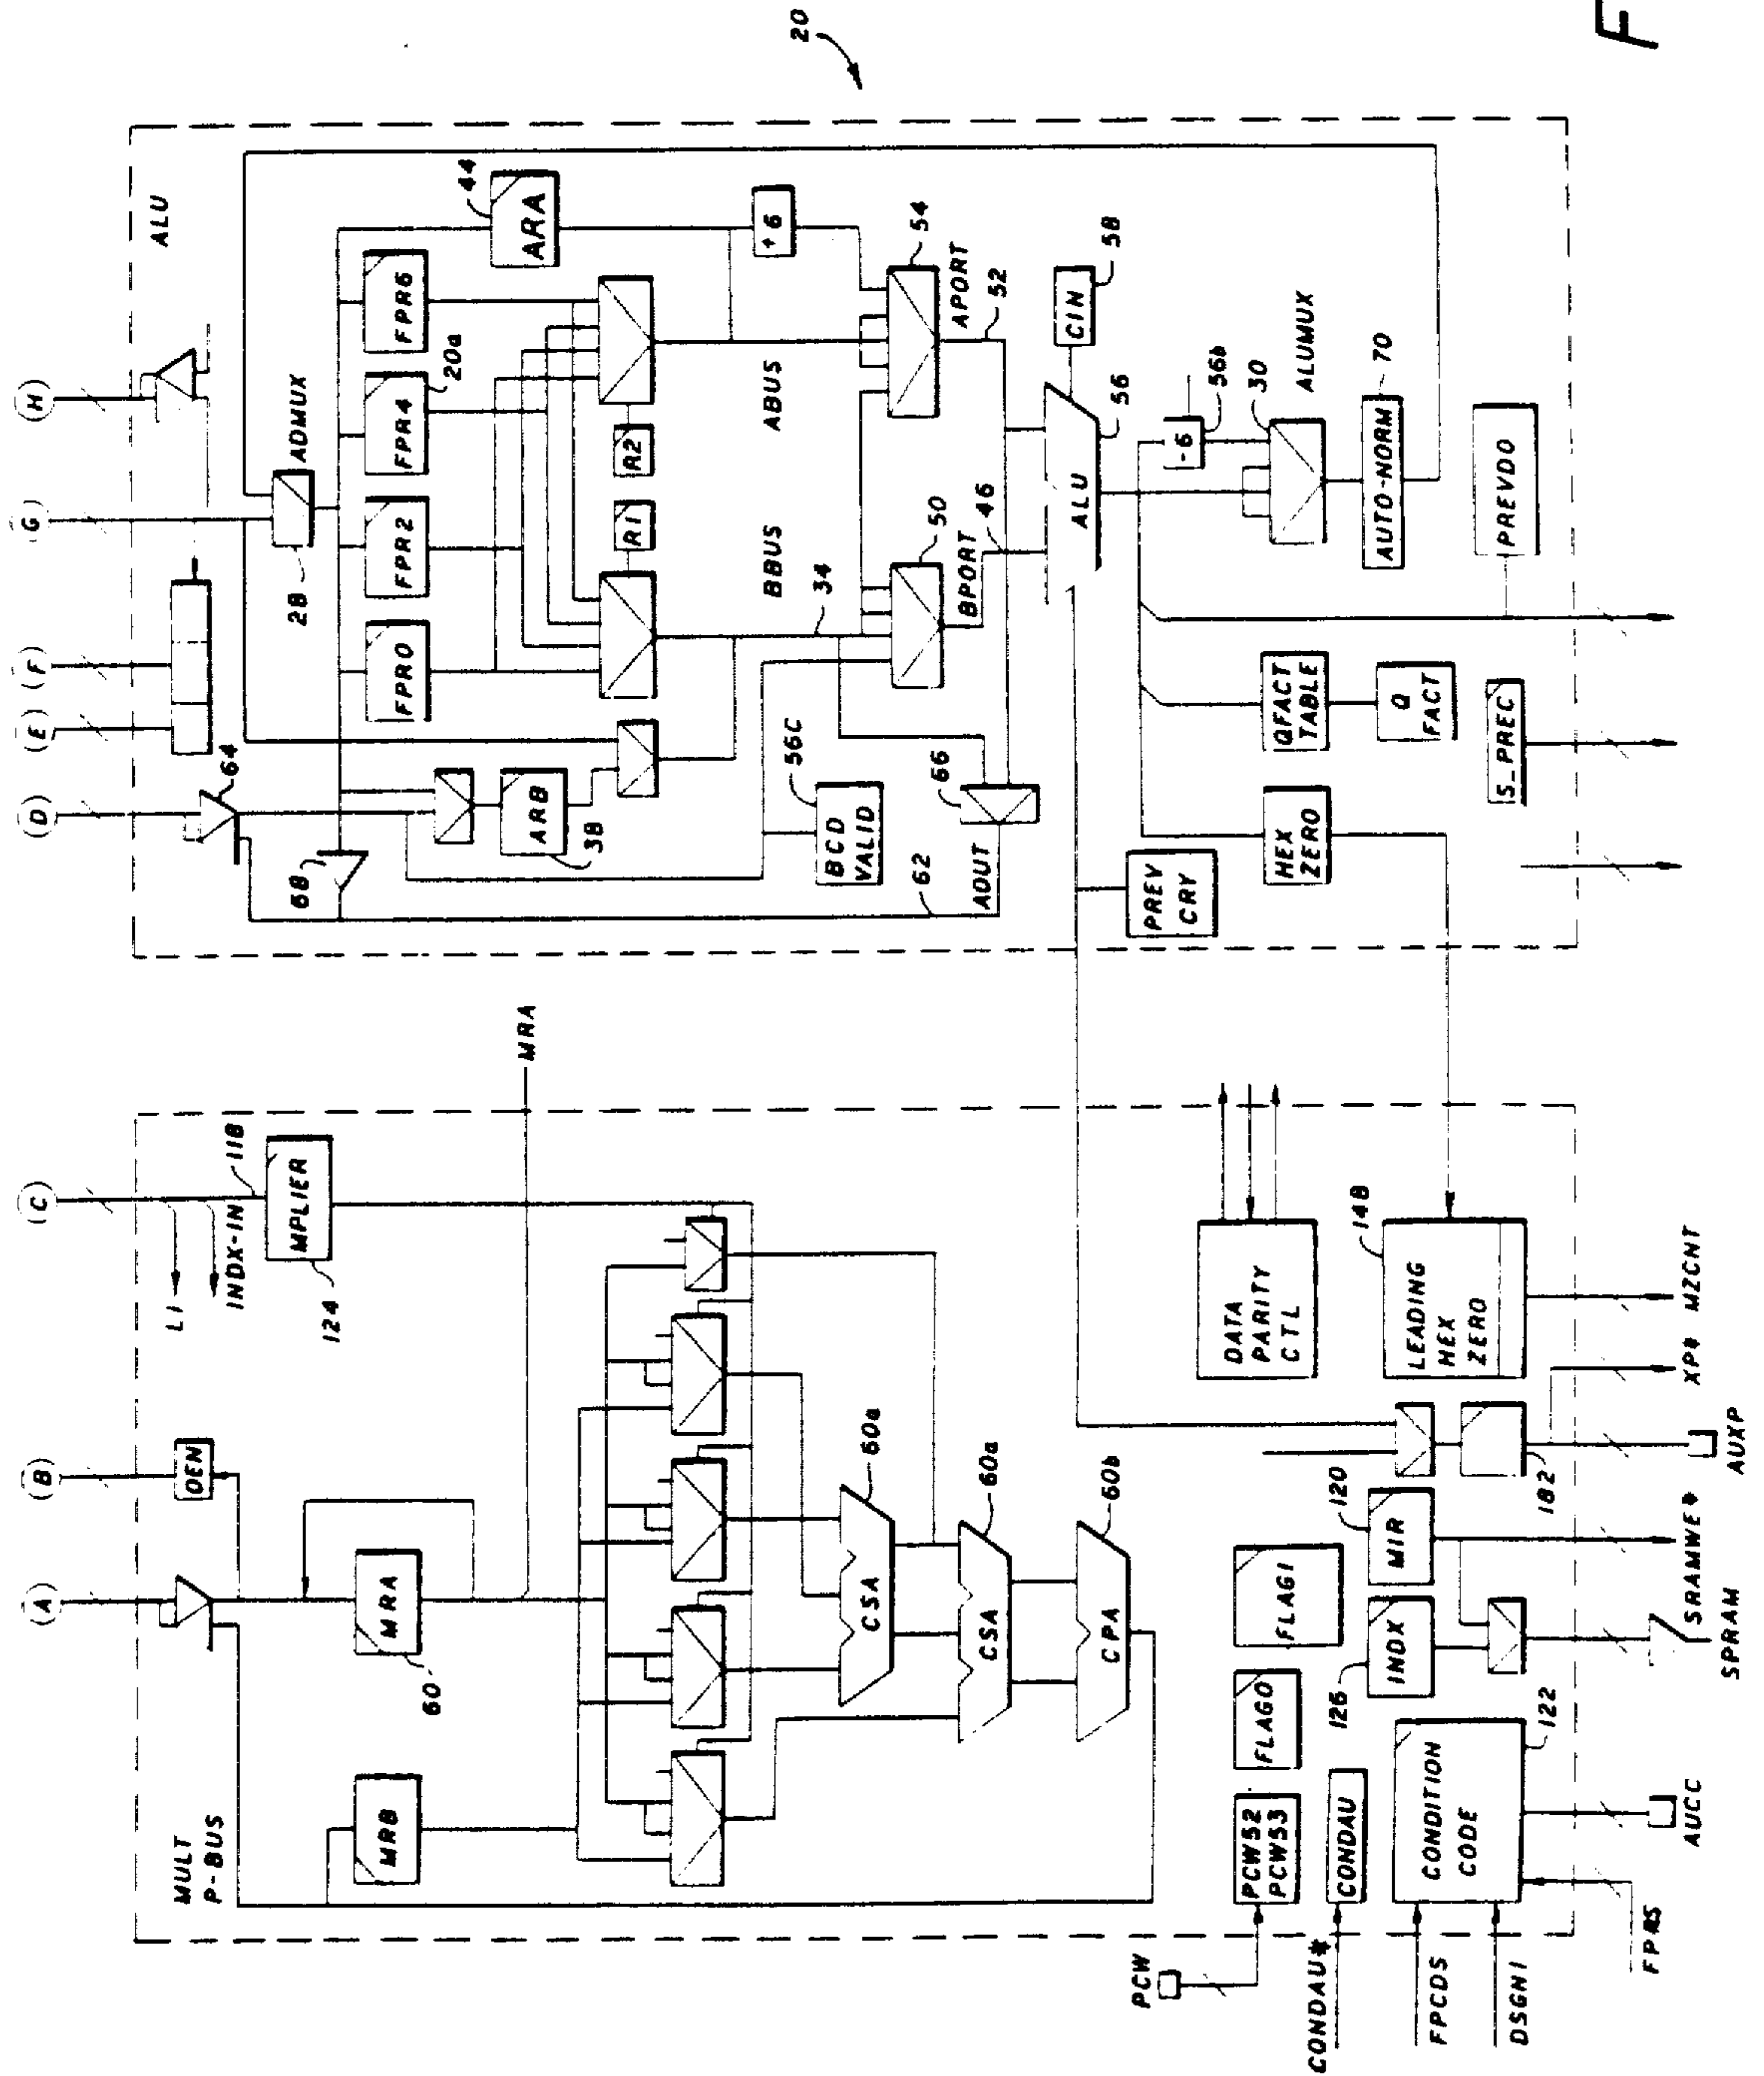 (A)
(B)
(C)
(D)
(E)
(F)
(G)
(H)
MULT
P-BUS
OEN
LI
INDX-IN
118
MPLIER
124
MRB
MRA
60
MRA
CSA
60a
CSA
60a
CPA
60b
PCW
PCW52
PCW53
FLAG0
FLAG1
DATA
PARITY
CTL
CONDAU*
CONDAU
126
INDX
120
MIR
182
148
LEADING
HEX
ZERO
FPCDS
DSGN1
FPRS
CONDITION
CODE
122
AUCC
SPRAM
SRAMWE*
AUXP
XP*
MZCNT
ALU
20
64
68
28
ADMUX
FPR0
FPR2
FPR4
20a
FPR6
44
ARA
ARB
38
R1
R2
BBUS
ABUS
+6
34
56C
BCD
VALID
50
BPORT
46
54
APORT
52
66
AOUT
62
CIN
58
ALU
56
PREV
CRY
-6
56b
30
ALUMUX
HEX
ZERO
QFACT
TABLE
Q
FACT
AUTO-NORM
70
S_PREC
PREVDO
F